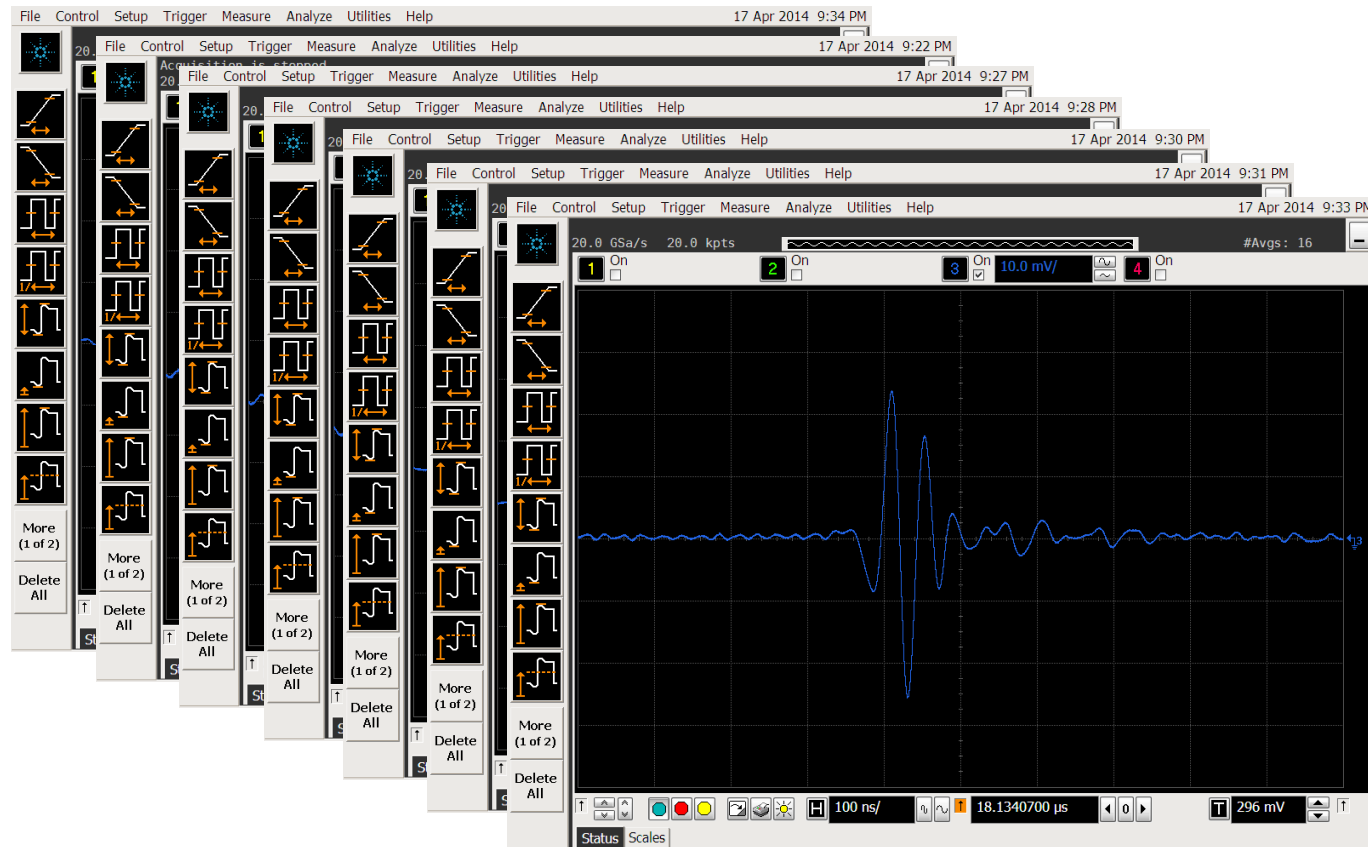 File Control Setup Trigger Measure Analyze Utilities Help 17 Apr 2014 9:34 PM
20.
1
More
(1 of 2)
Delete
All
File Control Setup Trigger Measure Analyze Utilities Help 17 Apr 2014 9:22 PM
Acquisition is stopped
20
More
(1 of 2)
Delete
All
File Control Setup Trigger Measure Analyze Utilities Help 17 Apr 2014 9:27 PM
20.
1
More
(1 of 2)
Delete
All
File Control Setup Trigger Measure Analyze Utilities Help 17 Apr 2014 9:28 PM
20
More
(1 of 2)
Delete
All
File Control Setup Trigger Measure Analyze Utilities Help 17 Apr 2014 9:30 PM
20.
More
(1 of 2)
Delete
All
File Control Setup Trigger Measure Analyze Utilities Help 17 Apr 2014 9:31 PM
20
More
(1 of 2)
Delete
All
File Control Setup Trigger Measure Analyze Utilities Help 17 Apr 2014 9:33 PM
20.0 GSa/s 20.0 kpts #Avgs: 16
1 On 2 On 3 On 10.0 mV/ 4 On
More
(1 of 2)
Delete
All
H 100 ns/ 18.1340700 µs 0 T 296 mV
Status Scales